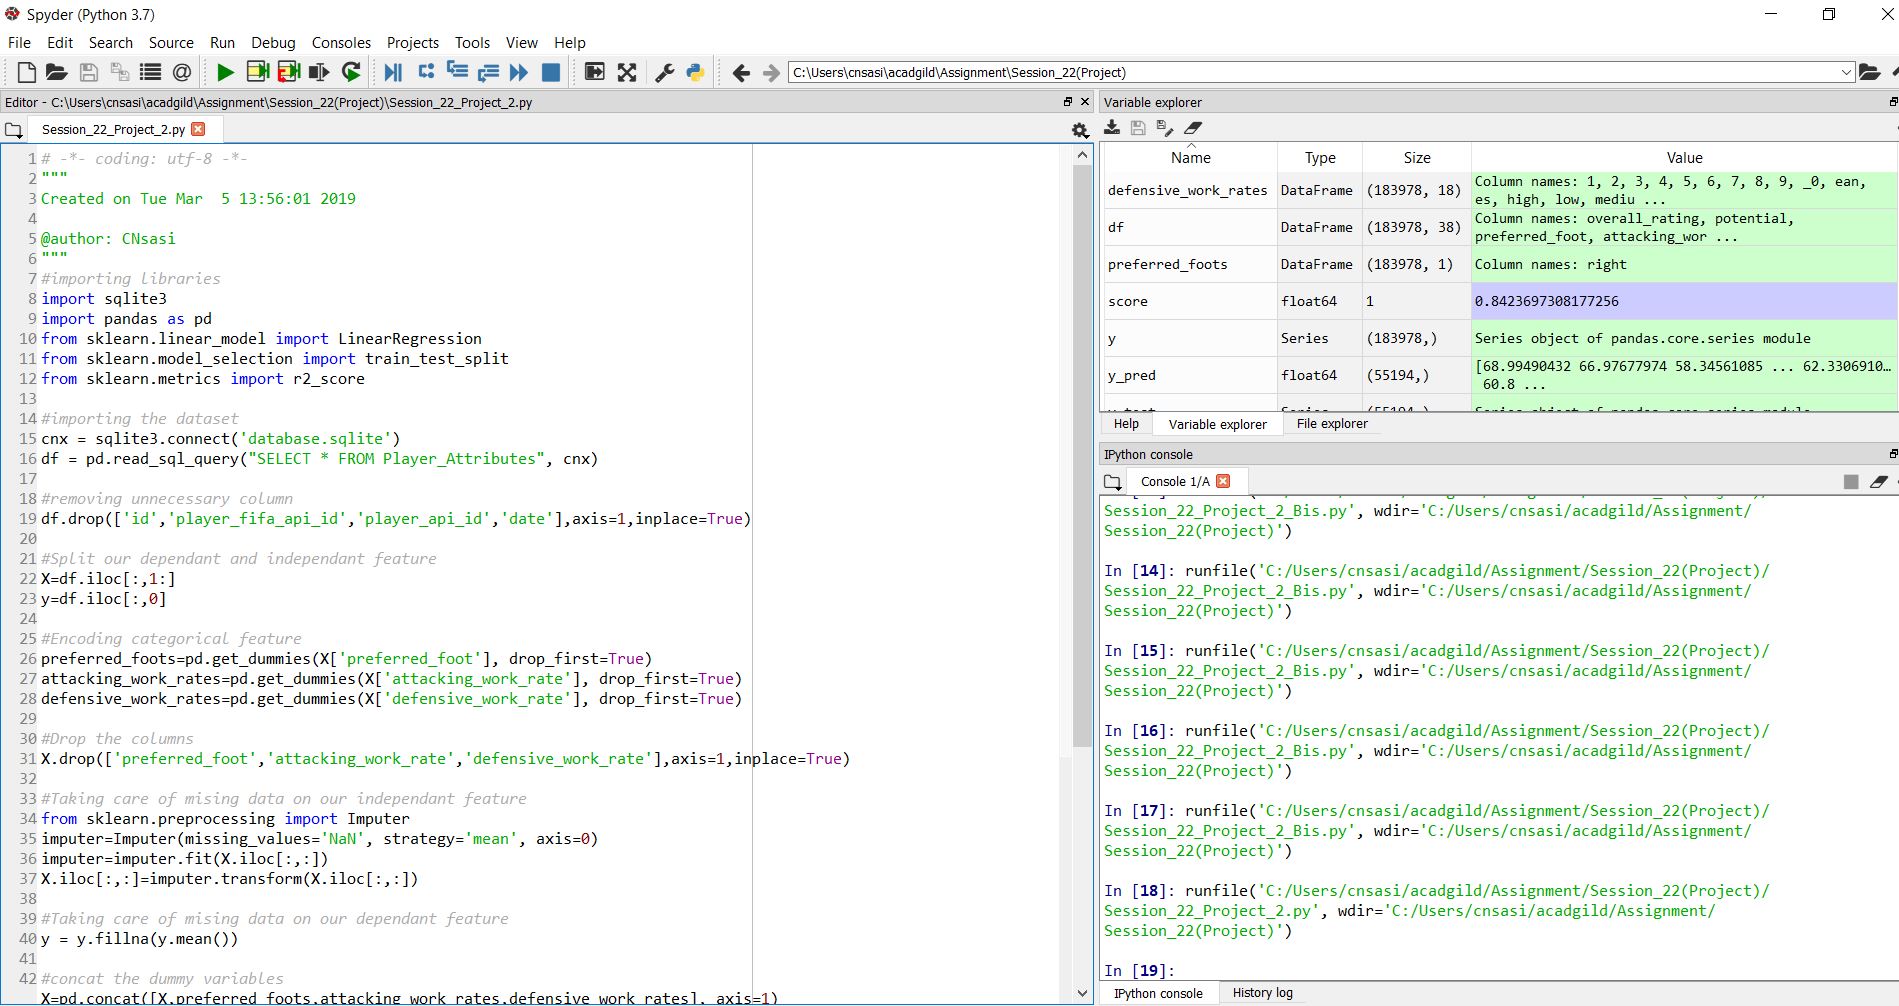 Spyder (Python 3.7)
File Edit Search Source Run Debug Consoles Projects Tools View Help
C:\Users\cnsasi\acadgild\Assignment\Session_22(Project)
Editor - C:\Users\cnsasi\acadgild\Assignment\Session_22(Project)\Session_22_Project_2.py
Session_22_Project_2.py
1 # -*- coding: utf-8 -*-
2 """
3 Created on Tue Mar  5 13:56:01 2019
4
5 @author: CNsasi
6 """
7 #importing libraries
8 import sqlite3
9 import pandas as pd
10 from sklearn.linear_model import LinearRegression
11 from sklearn.model_selection import train_test_split
12 from sklearn.metrics import r2_score
13
14 #importing the dataset
15 cnx = sqlite3.connect('database.sqlite')
16 df = pd.read_sql_query("SELECT * FROM Player_Attributes", cnx)
17
18 #removing unnecessary column
19 df.drop(['id','player_fifa_api_id','player_api_id','date'],axis=1,inplace=True)
20
21 #Split our dependant and independant feature
22 X=df.iloc[:,1:]
23 y=df.iloc[:,0]
24
25 #Encoding categorical feature
26 preferred_foots=pd.get_dummies(X['preferred_foot'], drop_first=True)
27 attacking_work_rates=pd.get_dummies(X['attacking_work_rate'], drop_first=True)
28 defensive_work_rates=pd.get_dummies(X['defensive_work_rate'], drop_first=True)
29
30 #Drop the columns
31 X.drop(['preferred_foot','attacking_work_rate','defensive_work_rate'],axis=1,inplace=True)
32
33 #Taking care of mising data on our independant feature
34 from sklearn.preprocessing import Imputer
35 imputer=Imputer(missing_values='NaN', strategy='mean', axis=0)
36 imputer=imputer.fit(X.iloc[:,:])
37 X.iloc[:,:]=imputer.transform(X.iloc[:,:])
38
39 #Taking care of mising data on our dependant feature
40 y = y.fillna(y.mean())
41
42 #concat the dummy variables
X=pd.concat([X,preferred_foots,attacking_work_rates,defensive_work_rates], axis=1)
Variable explorer
Name Type Size Value
defensive_work_rates DataFrame (183978, 18) Column names: 1, 2, 3, 4, 5, 6, 7, 8, 9, _0, ean,
es, high, low, mediu ...
df DataFrame (183978, 38) Column names: overall_rating, potential,
preferred_foot, attacking_wor ...
preferred_foots DataFrame (183978, 1) Column names: right
score float64 1 0.8423697308177256
y Series (183978,) Series object of pandas.core.series module
y_pred float64 (55194,) [68.99490432 66.97677974 58.34561085 ... 62.3306910…
60.8 ...
Help Variable explorer File explorer
IPython console
Console 1/A
Session_22_Project_2_Bis.py', wdir='C:/Users/cnsasi/acadgild/Assignment/
Session_22(Project)')
In [14]: runfile('C:/Users/cnsasi/acadgild/Assignment/Session_22(Project)/
Session_22_Project_2_Bis.py', wdir='C:/Users/cnsasi/acadgild/Assignment/
Session_22(Project)')
In [15]: runfile('C:/Users/cnsasi/acadgild/Assignment/Session_22(Project)/
Session_22_Project_2_Bis.py', wdir='C:/Users/cnsasi/acadgild/Assignment/
Session_22(Project)')
In [16]: runfile('C:/Users/cnsasi/acadgild/Assignment/Session_22(Project)/
Session_22_Project_2_Bis.py', wdir='C:/Users/cnsasi/acadgild/Assignment/
Session_22(Project)')
In [17]: runfile('C:/Users/cnsasi/acadgild/Assignment/Session_22(Project)/
Session_22_Project_2_Bis.py', wdir='C:/Users/cnsasi/acadgild/Assignment/
Session_22(Project)')
In [18]: runfile('C:/Users/cnsasi/acadgild/Assignment/Session_22(Project)/
Session_22_Project_2.py', wdir='C:/Users/cnsasi/acadgild/Assignment/
Session_22(Project)')
In [19]:
IPython console History log